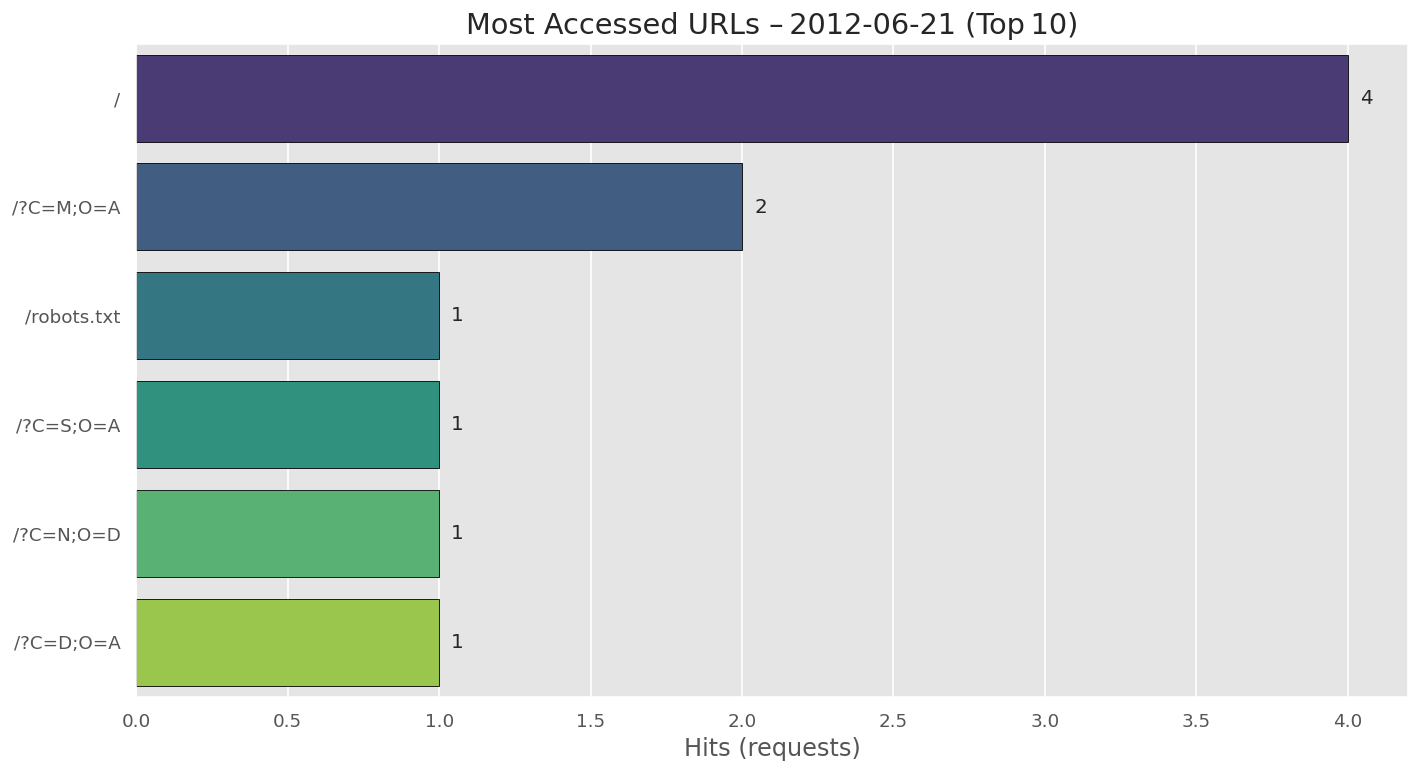 Most Accessed URLs – 2012-06-21 (Top 10)
/
4
/?C=M;O=A
2
/robots.txt
1
/?C=S;O=A
1
/?C=N;O=D
1
/?C=D;O=A
1
0.0 0.5 1.0 1.5 2.0 2.5 3.0 3.5 4.0
Hits (requests)